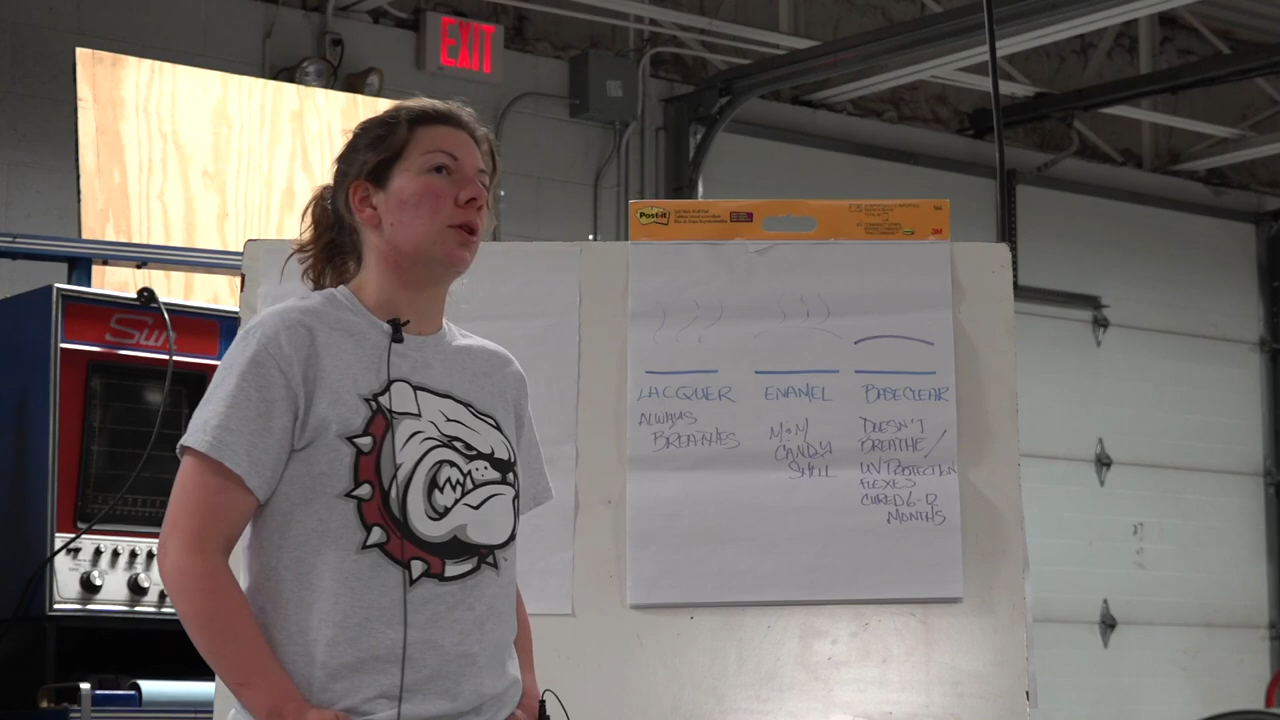 EXIT
Post-it
3M
Sun
LACQUER
ALWAYS
BREATHES
ENAMEL
M&M
CANDY
SHELL
BASECLEAR
DOESN'T
BREATHE/
UV PROTECTION
FLEXES
CURED 6-12
MONTHS